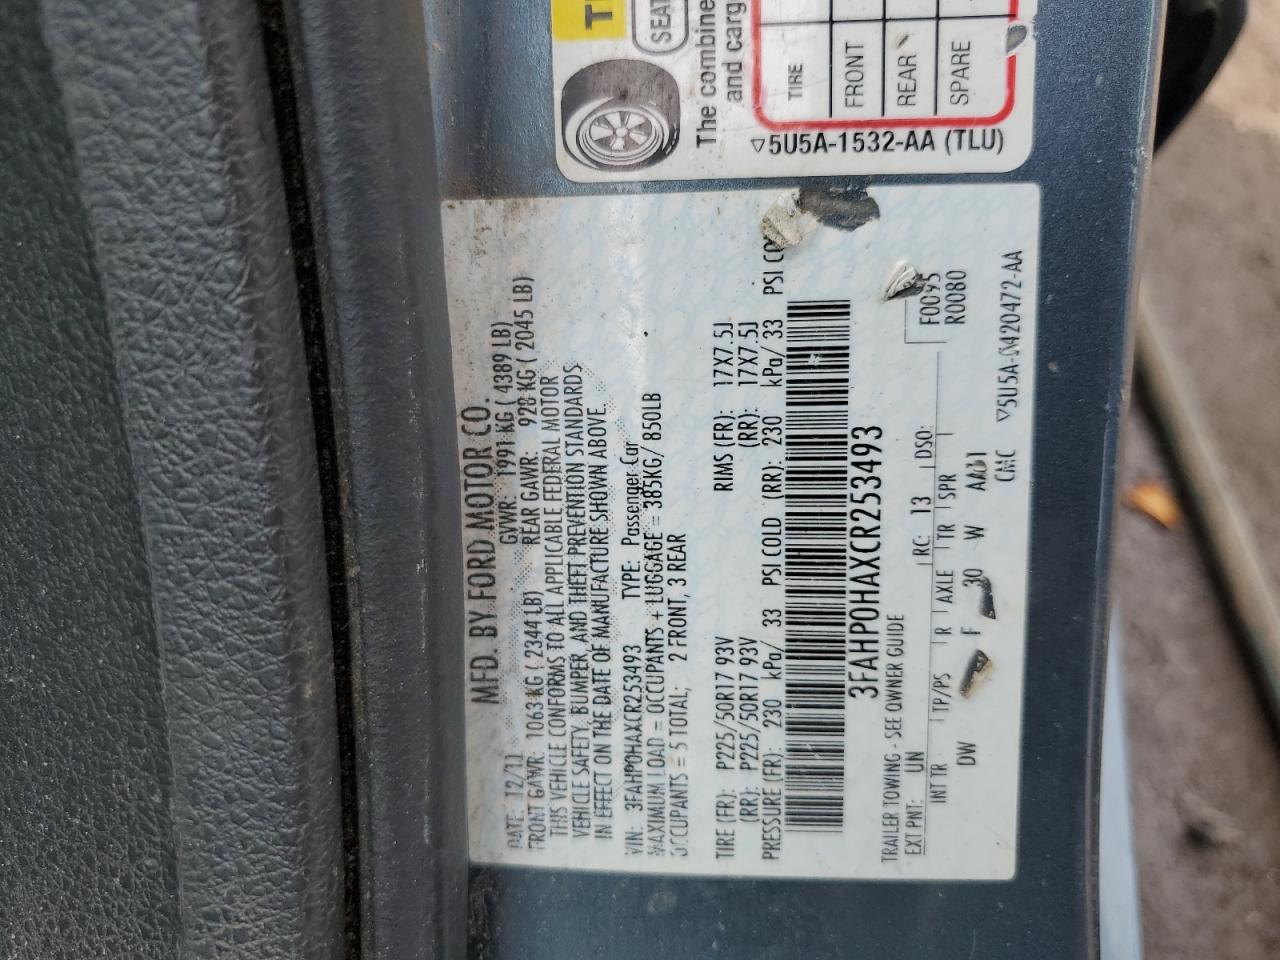 MFD. BY FORD MOTOR CO.
DATE: 12/11 GVWR: 1991 KG ( 4389 LB)
FRONT GAWR: 1063 KG ( 2344 LB) REAR GAWR: 928 KG ( 2045 LB)
THIS VEHICLE CONFORMS TO ALL APPLICABLE FEDERAL MOTOR
VEHICLE SAFETY, BUMPER, AND THEFT PREVENTION STANDARDS
IN EFFECT ON THE DATE OF MANUFACTURE SHOWN ABOVE.
VIN: 3FAHP0HAXCR253493 TYPE: Passenger Car
MAXIMUM LOAD = OCCUPANTS + LUGGAGE = 385KG/ 850LB
OCCUPANTS = 5 TOTAL; 2 FRONT, 3 REAR
TIRE (FR): P225/50R17 93V RIMS (FR): 17X7.5J
(RR): P225/50R17 93V (RR): 17X7.5J
PRESSURE (FR): 230 kPa/ 33 PSI COLD (RR): 230 kPa/ 33 PSI
3FAHP0HAXCR253493
TRAILER TOWING - SEE OWNER GUIDE
EXT PNT: UN RC: 13 DSO: F0095
R0080
INT TR TP/PS R AXLE TR SPR
DW F 30 W
CMC ▽5U5A- 420472-AA
SEAT
The combine
and carg
TIRE
FRONT
REAR
SPARE
▽5U5A-1532-AA (TLU)